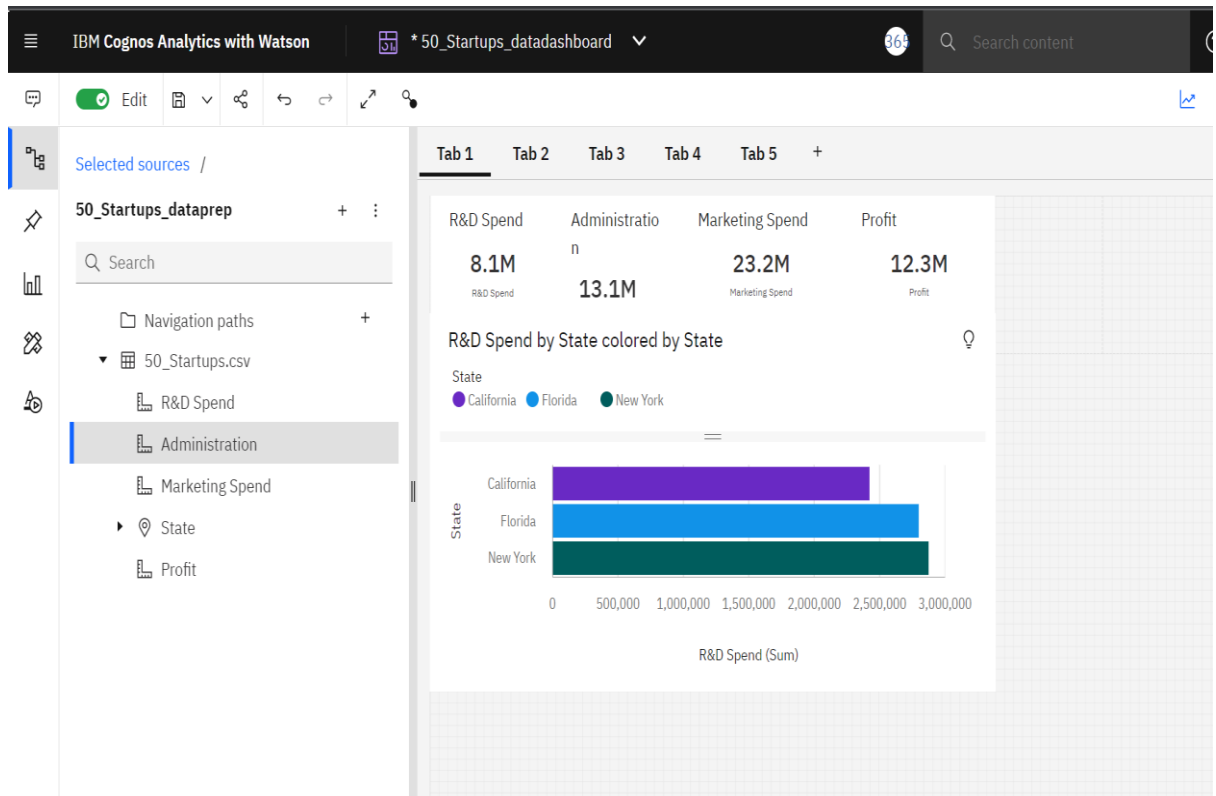 IBM Cognos Analytics with Watson
* 50_Startups_datadashboard
365
Search content
Edit
Selected sources /
50_Startups_dataprep
Search
Navigation paths
50_Startups.csv
R&D Spend
Administration
Marketing Spend
State
Profit
Tab 1 Tab 2 Tab 3 Tab 4 Tab 5 +
R&D Spend
8.1M
R&D Spend
Administratio
n
13.1M
Marketing Spend
23.2M
Marketing Spend
Profit
12.3M
Profit
R&D Spend by State colored by State
State
California Florida New York
State
California
Florida
New York
0 500,000 1,000,000 1,500,000 2,000,000 2,500,000 3,000,000
R&D Spend (Sum)